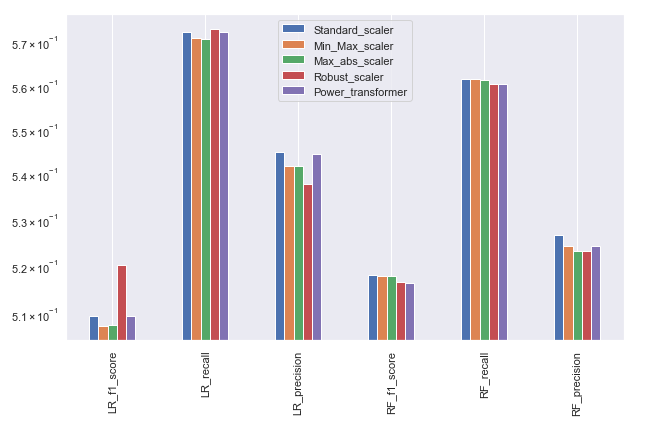 5.7 × 10⁻¹
5.6 × 10⁻¹
5.5 × 10⁻¹
5.4 × 10⁻¹
5.3 × 10⁻¹
5.2 × 10⁻¹
5.1 × 10⁻¹
Standard_scaler
Min_Max_scaler
Max_abs_scaler
Robust_scaler
Power_transformer
LR_f1_score
LR_recall
LR_precision
RF_f1_score
RF_recall
RF_precision